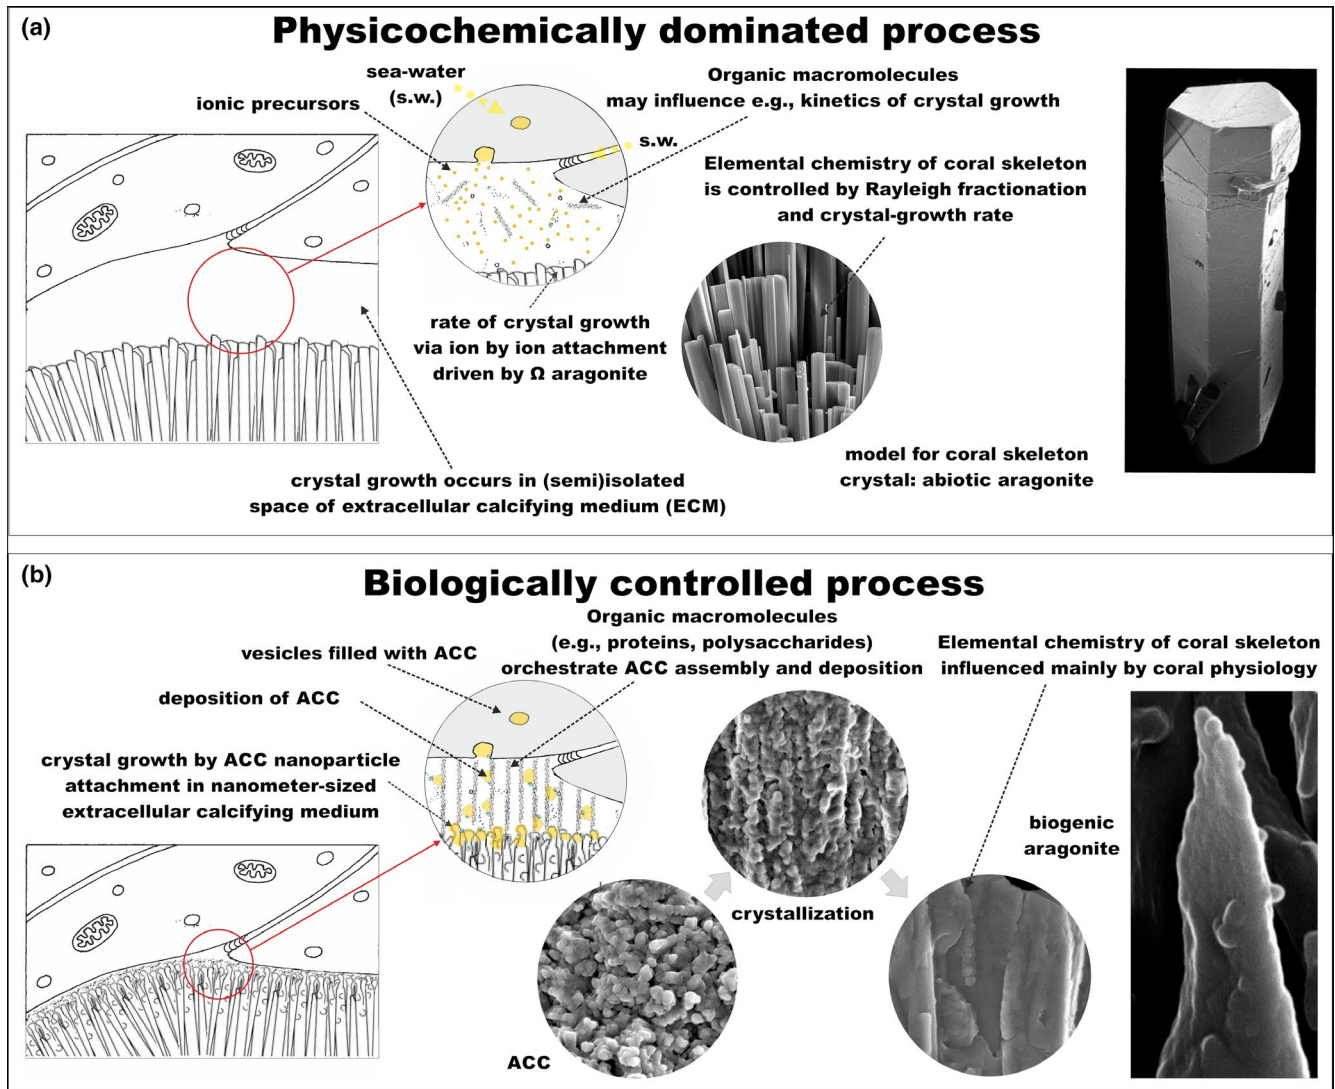 (a)
Physicochemically dominated process
sea-water
(s.w.)
ionic precursors
Organic macromolecules
may influence e.g., kinetics of crystal growth
s.w.
Elemental chemistry of coral skeleton
is controlled by Rayleigh fractionation
and crystal-growth rate
rate of crystal growth
via ion by ion attachment
driven by Ω aragonite
crystal growth occurs in (semi)isolated
space of extracellular calcifying medium (ECM)
model for coral skeleton
crystal: abiotic aragonite
(b)
Biologically controlled process
Organic macromolecules
(e.g., proteins, polysaccharides)
orchestrate ACC assembly and deposition
vesicles filled with ACC
deposition of ACC
crystal growth by ACC nanoparticle
attachment in nanometer-sized
extracellular calcifying medium
Elemental chemistry of coral skeleton
influenced mainly by coral physiology
biogenic
aragonite
crystallization
ACC